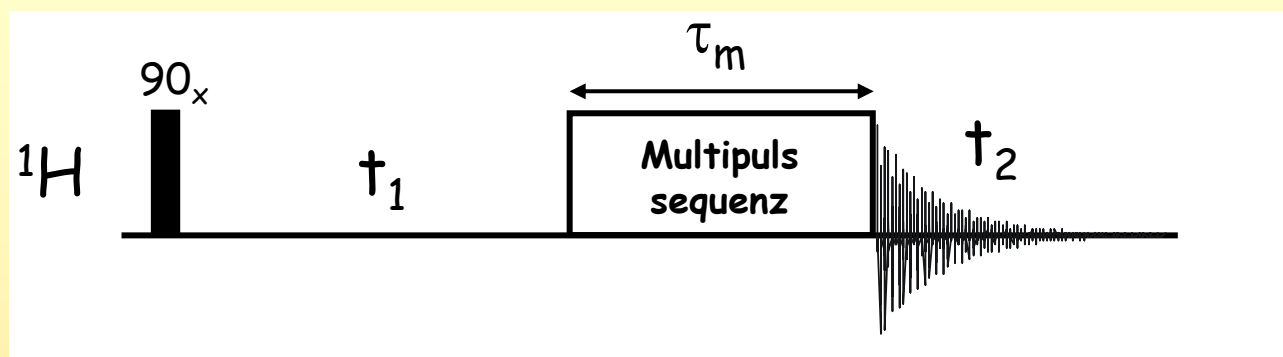 τm
90x
1H
t1
Multipuls
sequenz
t2